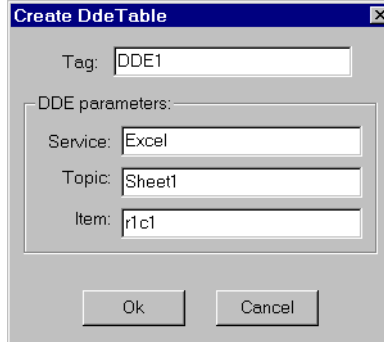 Create DdeTable
Tag: DDE1
DDE parameters:
Service: Excel
Topic: Sheet1
Item: r1c1
Ok Cancel